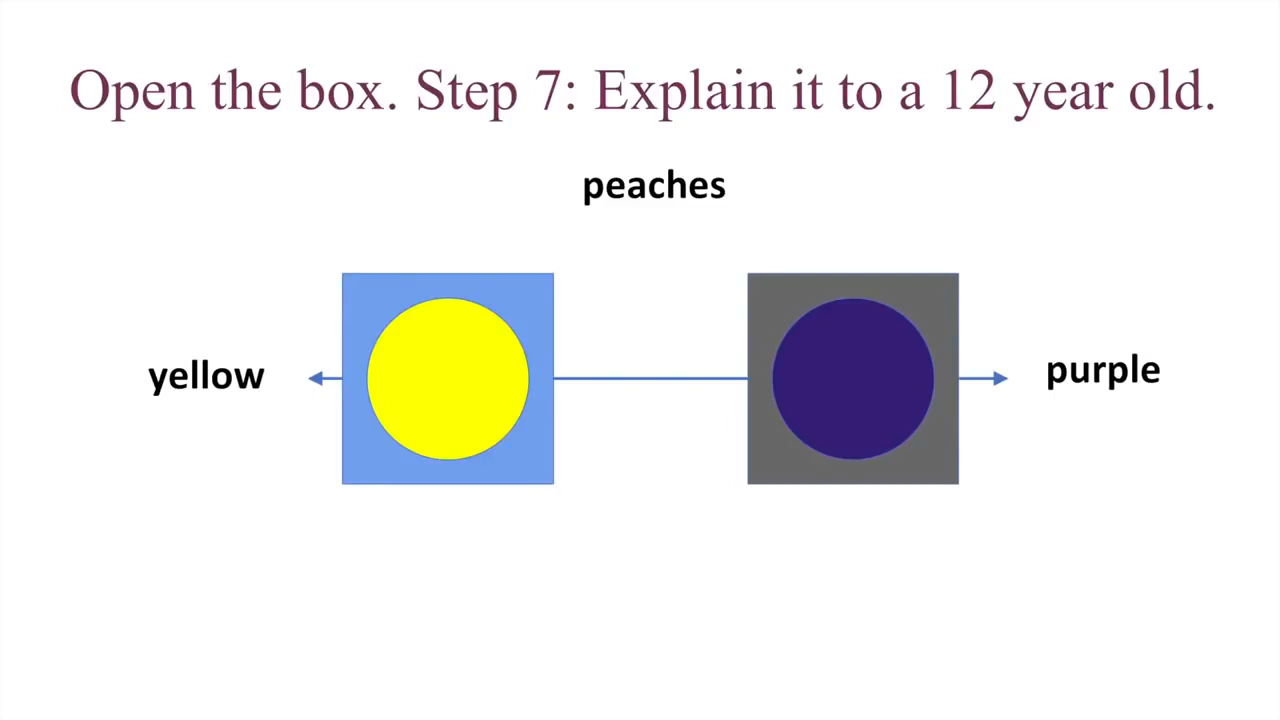 Open the box. Step 7: Explain it to a 12 year old.
peaches
yellow
purple